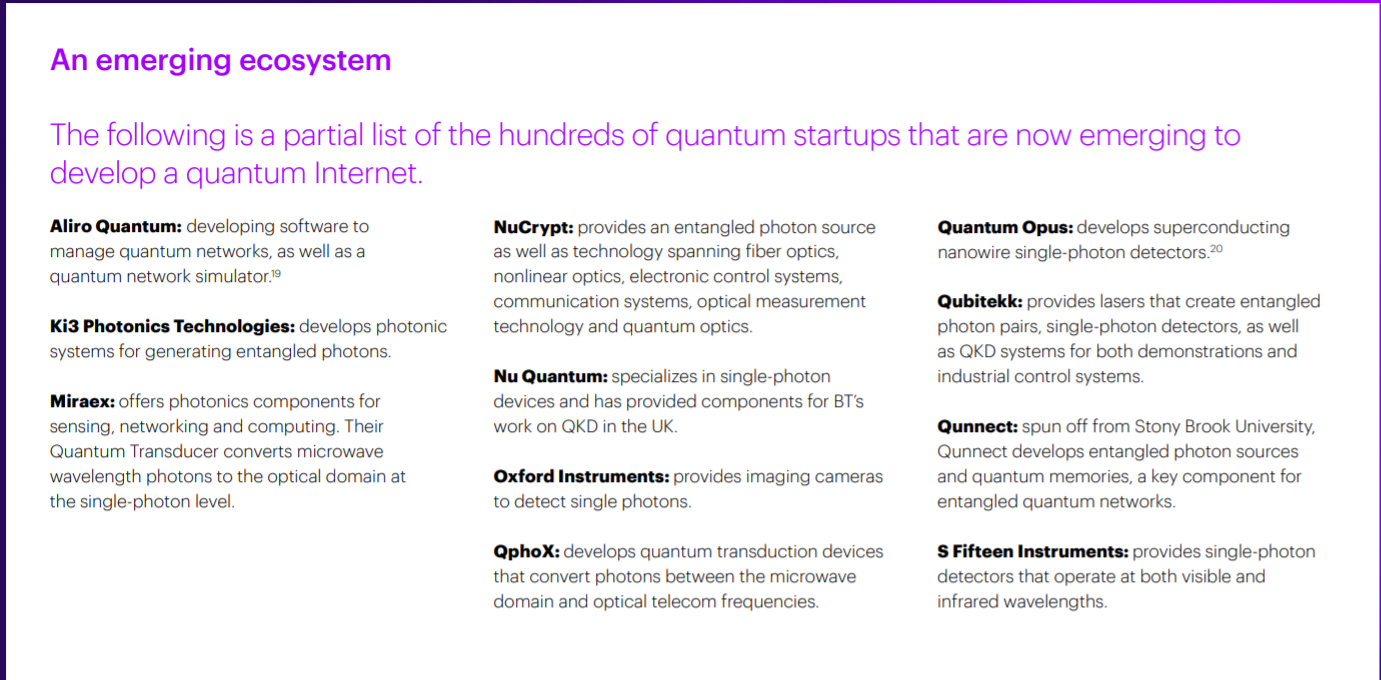 An emerging ecosystem
The following is a partial list of the hundreds of quantum startups that are now emerging to
develop a quantum Internet.
Aliro Quantum: developing software to
manage quantum networks, as well as a
quantum network simulator.19
Ki3 Photonics Technologies: develops photonic
systems for generating entangled photons.
Miraex: offers photonics components for
sensing, networking and computing. Their
Quantum Transducer converts microwave
wavelength photons to the optical domain at
the single-photon level.
NuCrypt: provides an entangled photon source
as well as technology spanning fiber optics,
nonlinear optics, electronic control systems,
communication systems, optical measurement
technology and quantum optics.
Nu Quantum: specializes in single-photon
devices and has provided components for BT’s
work on QKD in the UK.
Oxford Instruments: provides imaging cameras
to detect single photons.
QphoX: develops quantum transduction devices
that convert photons between the microwave
domain and optical telecom frequencies.
Quantum Opus: develops superconducting
nanowire single-photon detectors.20
Qubitekk: provides lasers that create entangled
photon pairs, single-photon detectors, as well
as QKD systems for both demonstrations and
industrial control systems.
Qunnect: spun off from Stony Brook University,
Qunnect develops entangled photon sources
and quantum memories, a key component for
entangled quantum networks.
S Fifteen Instruments: provides single-photon
detectors that operate at both visible and
infrared wavelengths.